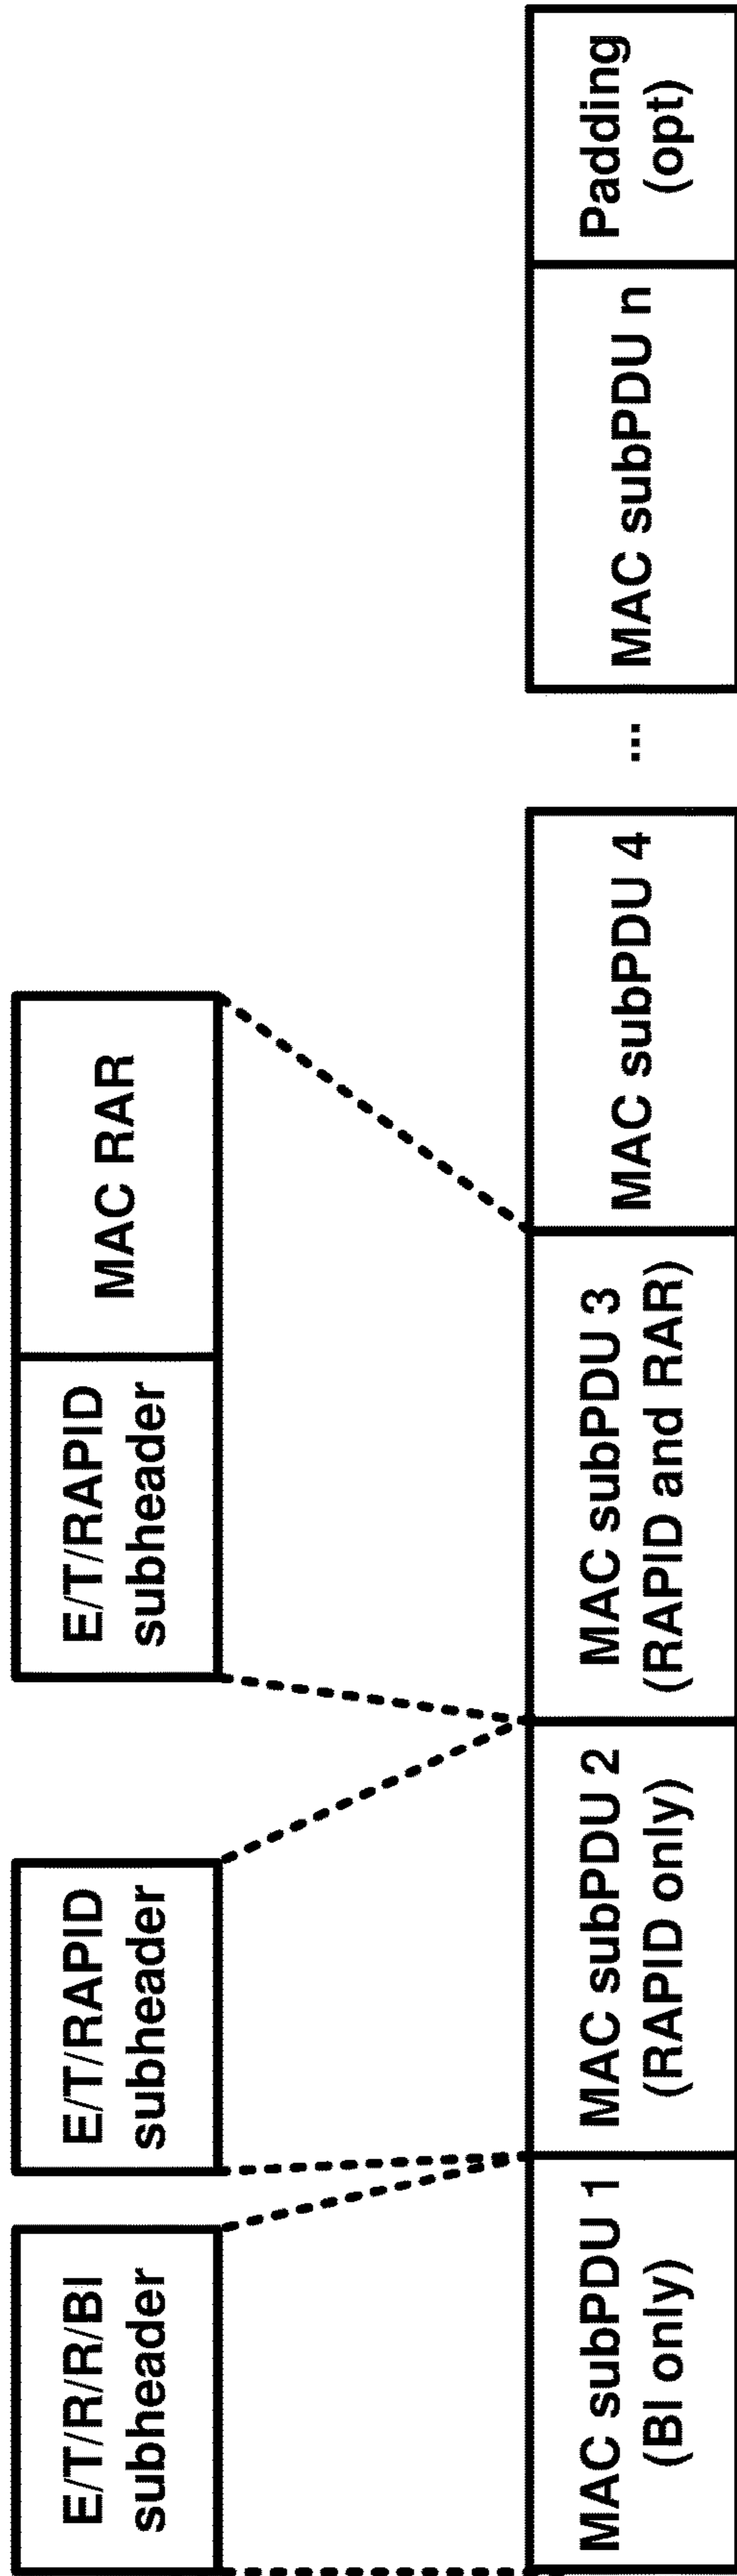 E/T/R/R/BI
subheader
E/T/RAPID
subheader
E/T/RAPID
subheader
MAC RAR
MAC subPDU 1
(BI only)
MAC subPDU 2
(RAPID only)
MAC subPDU 3
(RAPID and RAR)
MAC subPDU 4
...
MAC subPDU n
Padding
(opt)